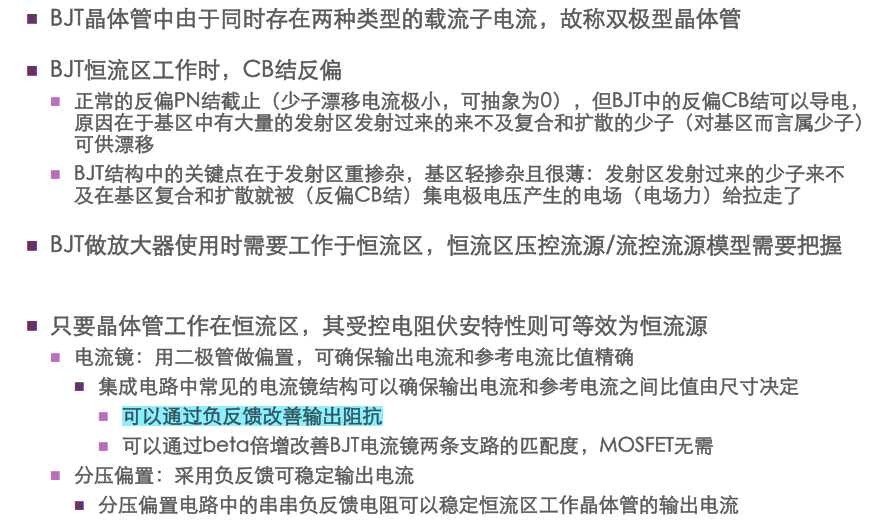 BJT晶体管中由于同时存在两种类型的载流子电流，故称双极型晶体管
BJT恒流区工作时，CB结反偏
正常的反偏PN结截止（少子漂移电流极小，可抽象为0），但BJT中的反偏CB结可以导电，
原因在于基区中有大量的发射区发射过来的来不及复合和扩散的少子（对基区而言属少子）
可供漂移
BJT结构中的关键点在于发射区重掺杂，基区轻掺杂且很薄：发射区发射过来的少子来不
及在基区复合和扩散就被（反偏CB结）集电极电压产生的电场（电场力）给拉走了
BJT做放大器使用时需要工作于恒流区，恒流区压控流源/流控流源模型需要把握
只要晶体管工作在恒流区，其受控电阻伏安特性则可等效为恒流源
电流镜：用二极管做偏置，可确保输出电流和参考电流比值精确
集成电路中常见的电流镜结构可以确保输出电流和参考电流之间比值由尺寸决定
可以通过负反馈改善输出阻抗
可以通过beta倍增改善BJT电流镜两条支路的匹配度，MOSFET无需
分压偏置：采用负反馈可稳定输出电流
分压偏置电路中的串串负反馈电阻可以稳定恒流区工作晶体管的输出电流